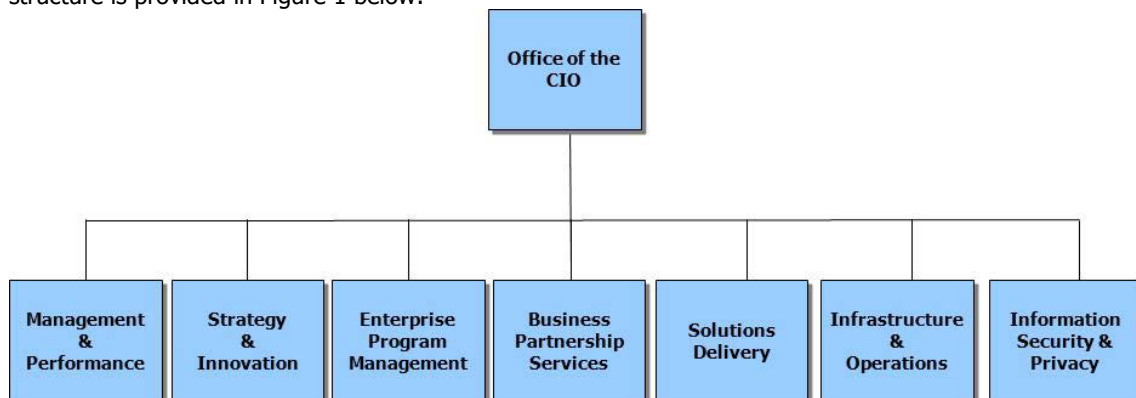 structure is provided in Figure 1 below.
Office of the
CIO
Management
&
Performance
Strategy
&
Innovation
Enterprise
Program
Management
Business
Partnership
Services
Solutions
Delivery
Infrastructure
&
Operations
Information
Security &
Privacy